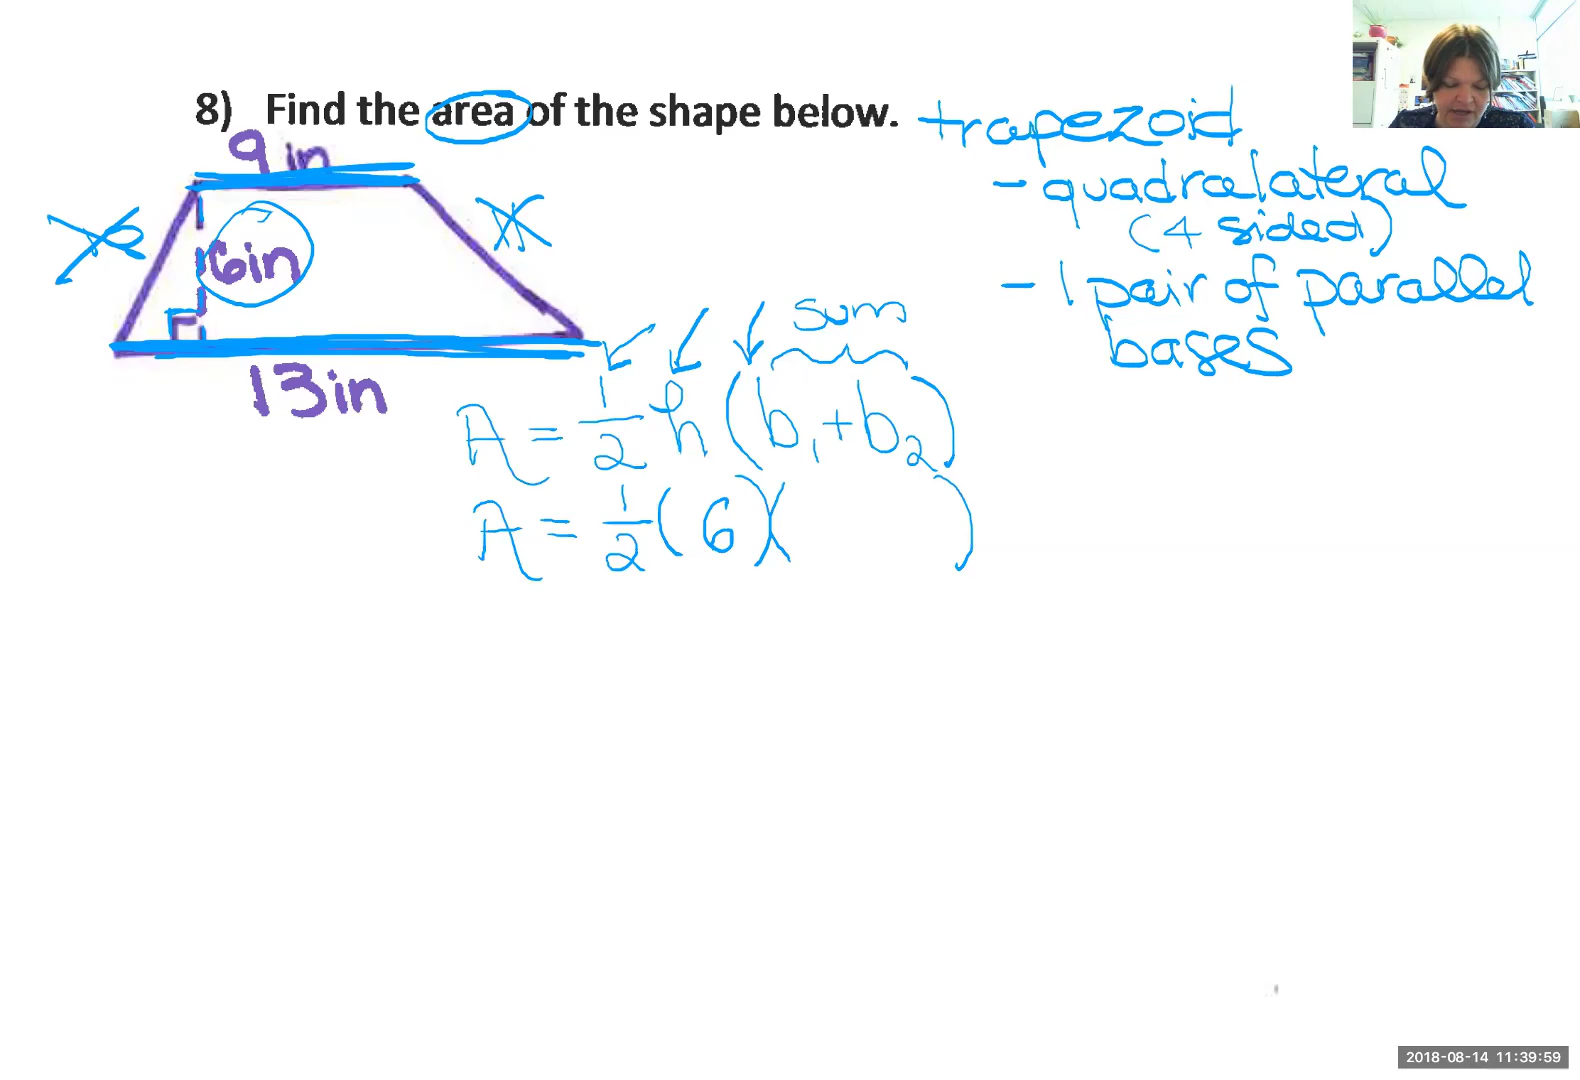 8) Find the area of the shape below.
trapezoid
- quadralateral
(4 sided)
- 1 pair of parallel
bases
9 in
6in
13in
sum
A = 1/2 h (b₁+b₂)
A = 1/2 (6)( )
2018-08-14 11:39:59